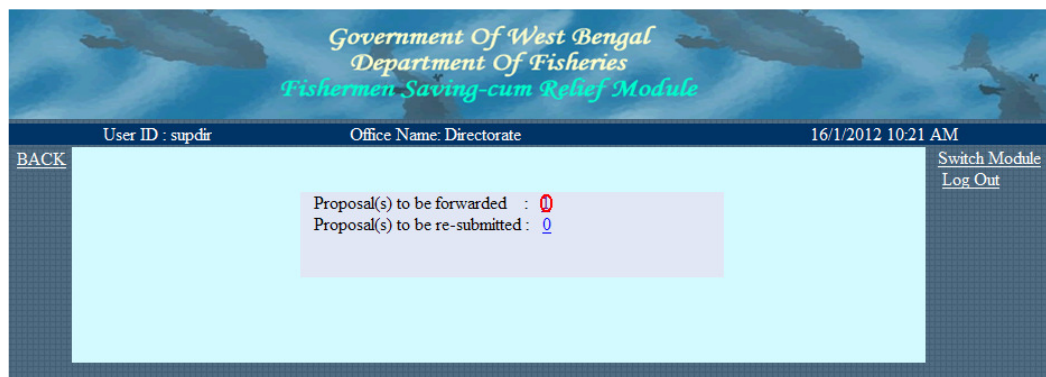 Government Of West Bengal
Department Of Fisheries
Fishermen Saving-cum Relief Module
User ID : supdir Office Name: Directorate 16/1/2012 10:21 AM
BACK Switch Module
Log Out
Proposal(s) to be forwarded : 1
Proposal(s) to be re-submitted : 0